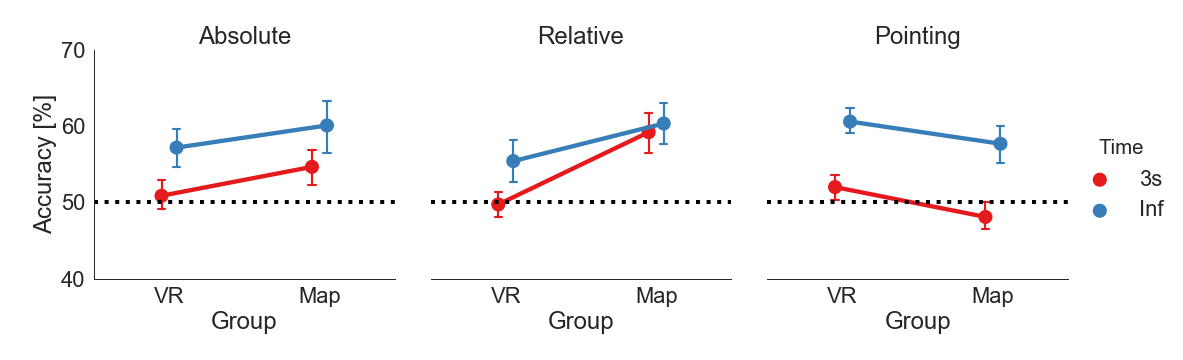 Absolute Relative Pointing
70
60
50
40
Accuracy [%]
VR Map VR Map VR Map
Group Group Group
Time
3s
Inf